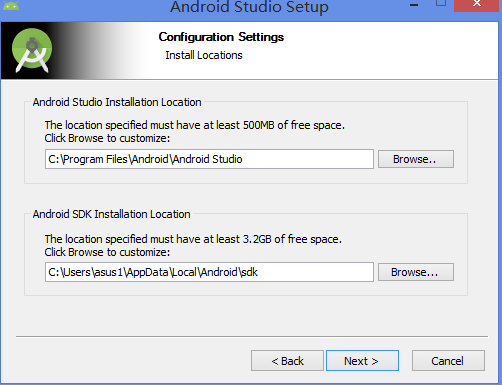 Android Studio Setup
Configuration Settings
Install Locations
Android Studio Installation Location
The location specified must have at least 500MB of free space.
Click Browse to customize:
C:\Program Files\Android\Android Studio
Browse..
Android SDK Installation Location
The location specified must have at least 3.2GB of free space.
Click Browse to customize:
C:\Users\asus1\AppData\Local\Android\sdk
Browse...
< Back
Next >
Cancel